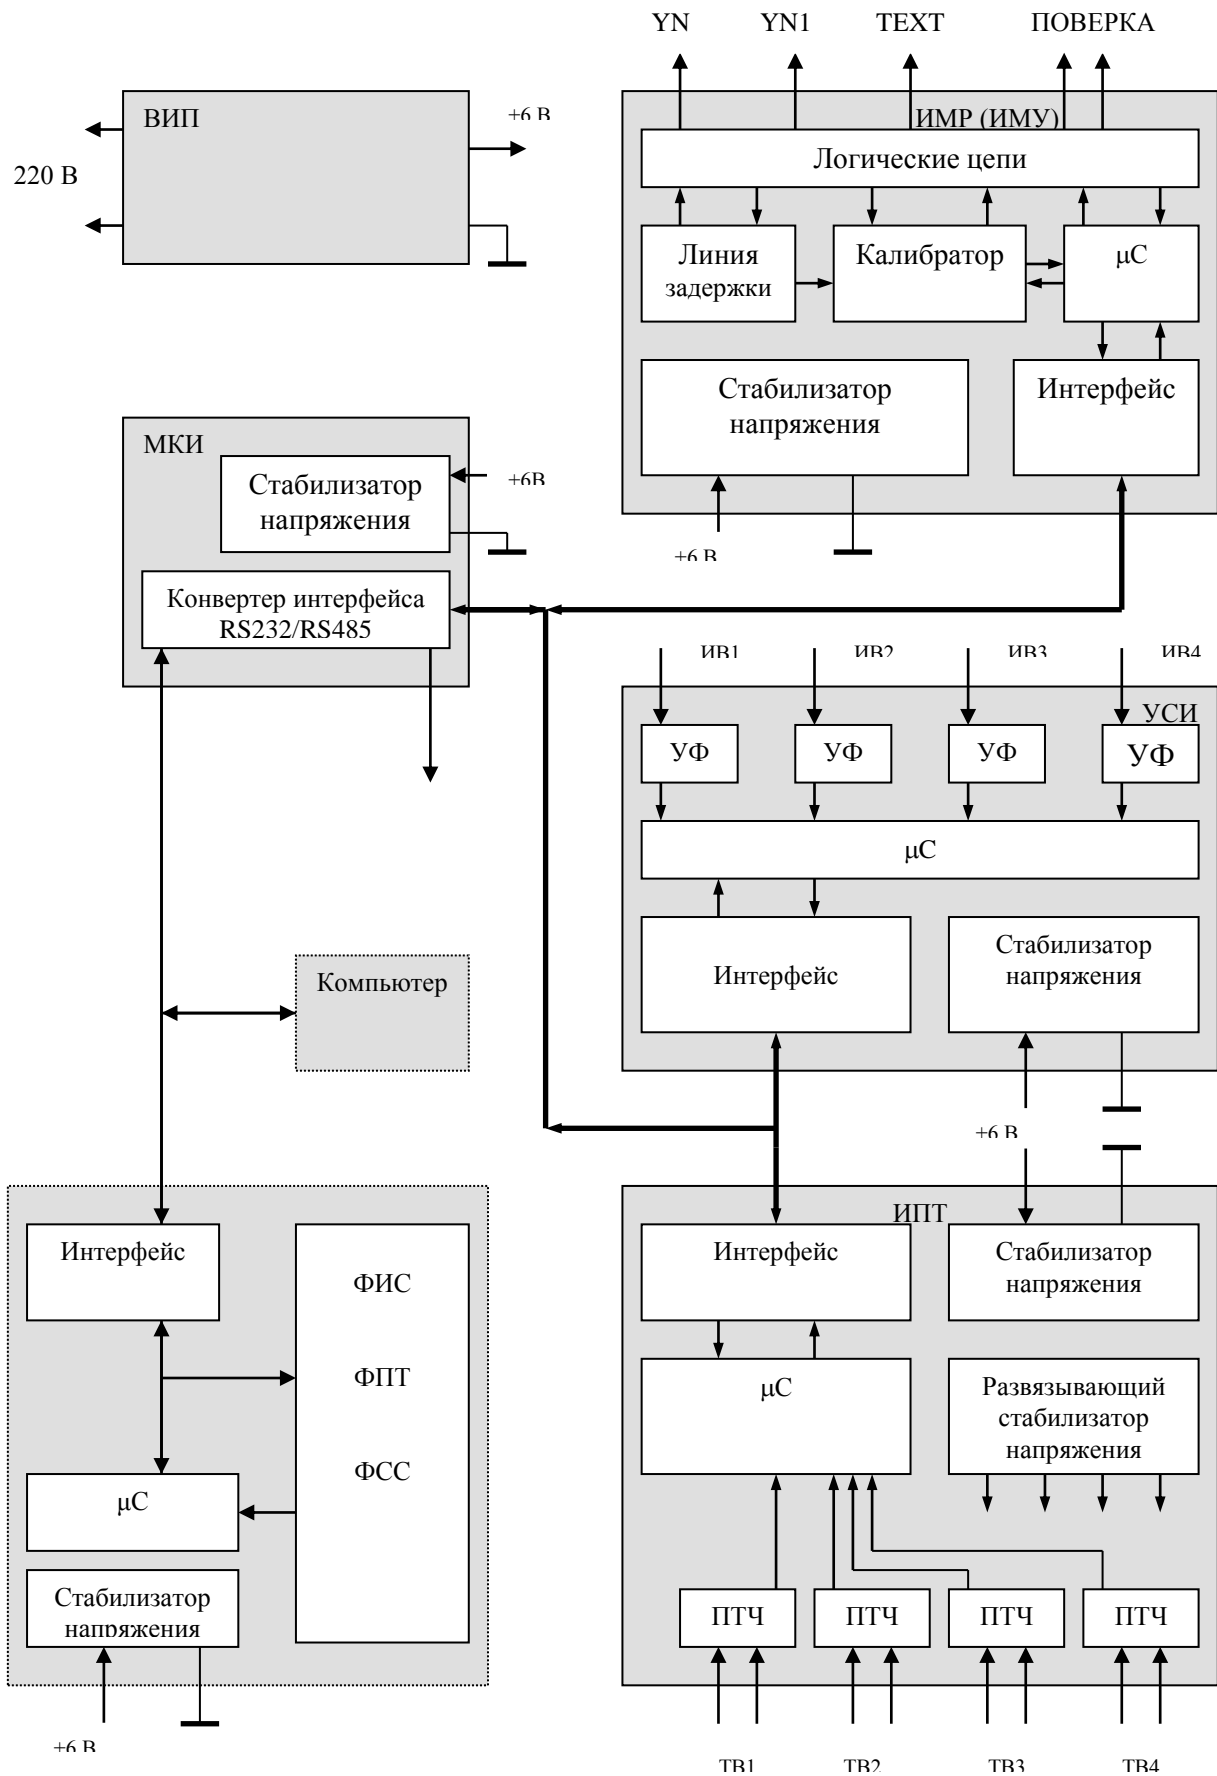 YN YN1 TEXT ПОВЕРКА
ВИП
+6 В
220 В
ИМР (ИМУ)
Логические цепи
Линия
задержки
Калибратор
μC
Стабилизатор
напряжения
Интерфейс
+6 В
МКИ
Стабилизатор
напряжения
+6В
Конвертер интерфейса
RS232/RS485
ИВ1 ИВ2 ИВ3 ИВ4
УСИ
УФ УФ УФ УФ
μC
Интерфейс
Стабилизатор
напряжения
+6 В
Компьютер
Интерфейс
ФИС
ФПТ
ФСС
μC
Стабилизатор
напряжения
+6 В
ИПТ
Интерфейс
Стабилизатор
напряжения
μC
Развязывающий
стабилизатор
напряжения
ПТЧ ПТЧ ПТЧ ПТЧ
ТВ1 ТВ2 ТВ3 ТВ4